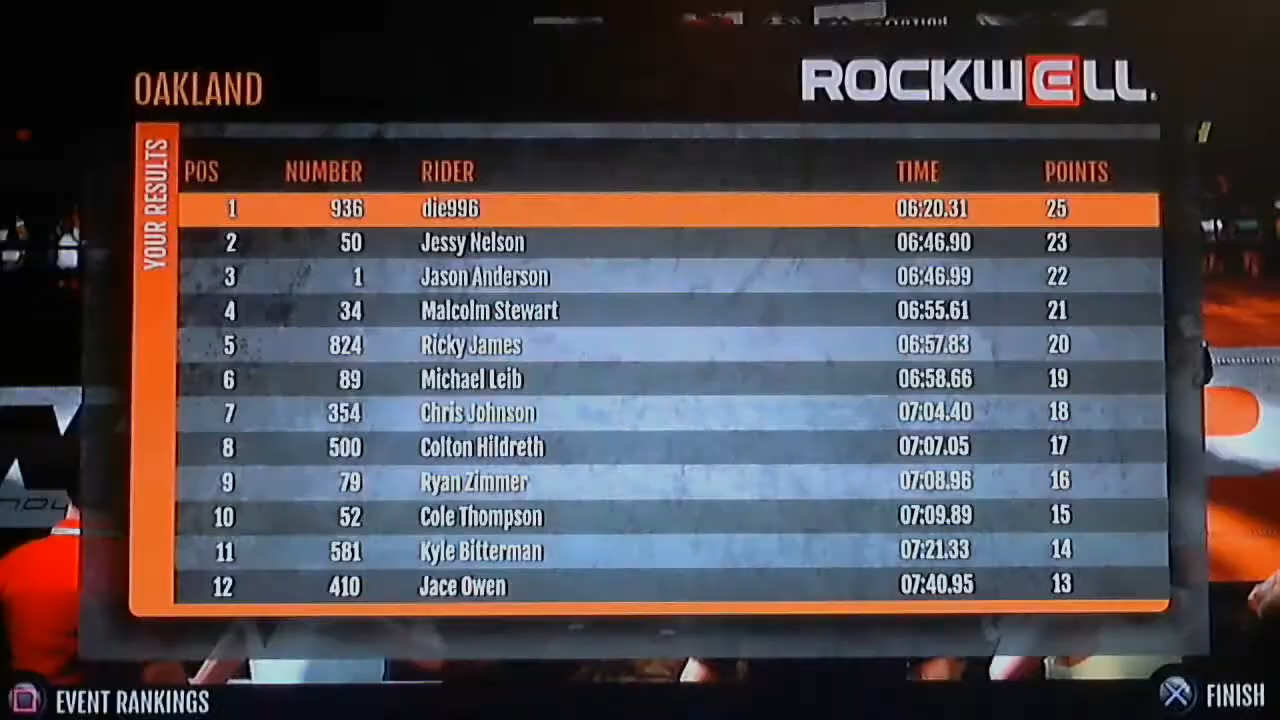 OAKLAND
ROCKWELL.
YOUR RESULTS
POS NUMBER RIDER TIME POINTS
1 936 die996 06:20.31 25
2 50 Jessy Nelson 06:46.90 23
3 1 Jason Anderson 06:46.99 22
4 34 Malcolm Stewart 06:55.61 21
5 824 Ricky James 06:57.83 20
6 89 Michael Leib 06:58.66 19
7 354 Chris Johnson 07:04.40 18
8 500 Colton Hildreth 07:07.05 17
9 79 Ryan Zimmer 07:08.96 16
10 52 Cole Thompson 07:09.89 15
11 581 Kyle Bitterman 07:21.33 14
12 410 Jace Owen 07:40.95 13
EVENT RANKINGS
FINISH